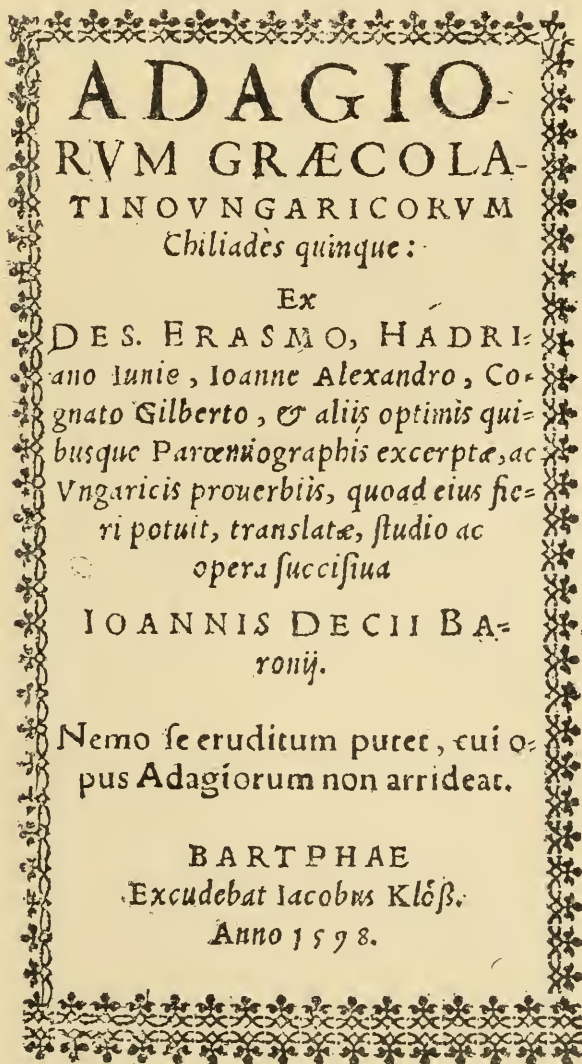 ADAGIO-
RVM GRÆCOLA-
TINOVNGARICORVM
Chiliadès quinque:
Ex
DES. ERASMO, HADRI-
ano Iunie, Ioanne Alexandro, Co-
gnato Gilberto, & aliis optimis qui-
busque Parœmiographis excerptæ, ac
Vngaricis prouerbiis, quoad eius fie-
ri potuit, translatæ, ſtudio ac
opera ſucciſiua
IOANNIS DECII BA-
ronij.
Nemo ſe eruditum putet, cui o-
pus Adagiorum non arrideat.
BARTPHAE
Excudebat Iacobus Klöß.
Anno 1598.